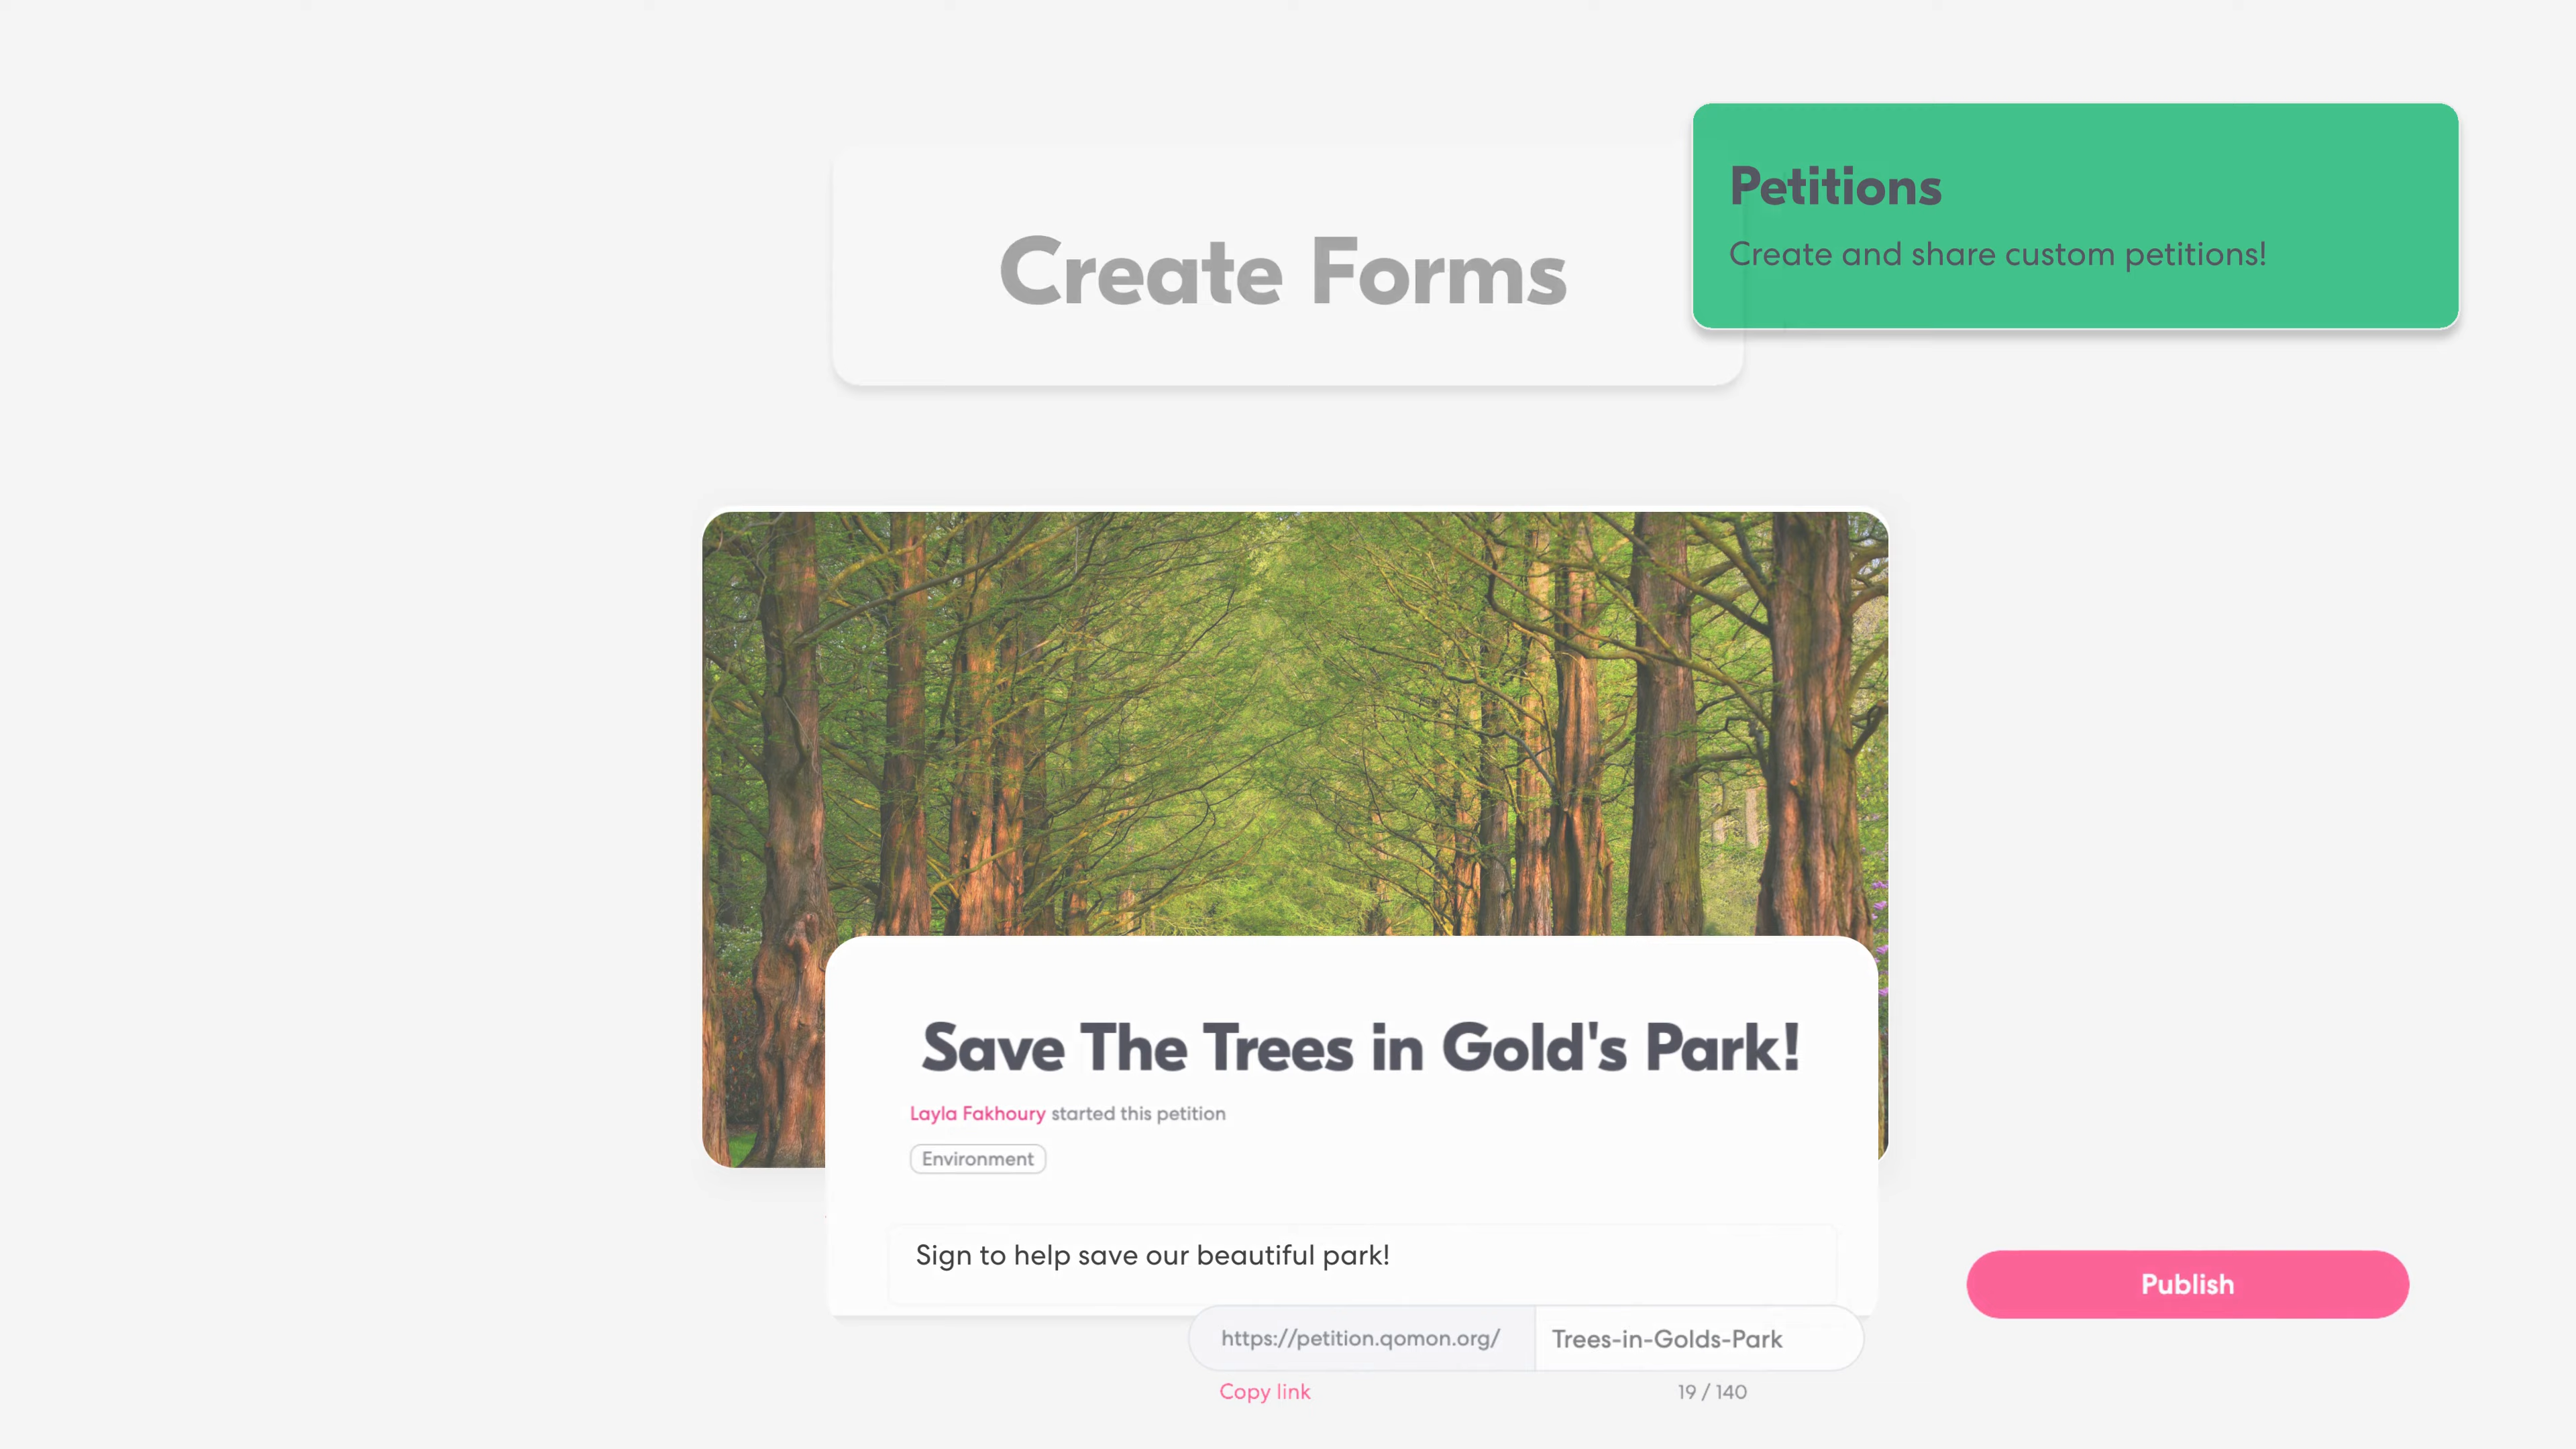 Petitions
Create and share custom petitions!
Create Forms
Save The Trees in Gold's Park!
Layla Fakhoury started this petition
Environment
Sign to help save our beautiful park!
Publish
https://petition.qomon.org/ Trees-in-Golds-Park
Copy link 19 / 140